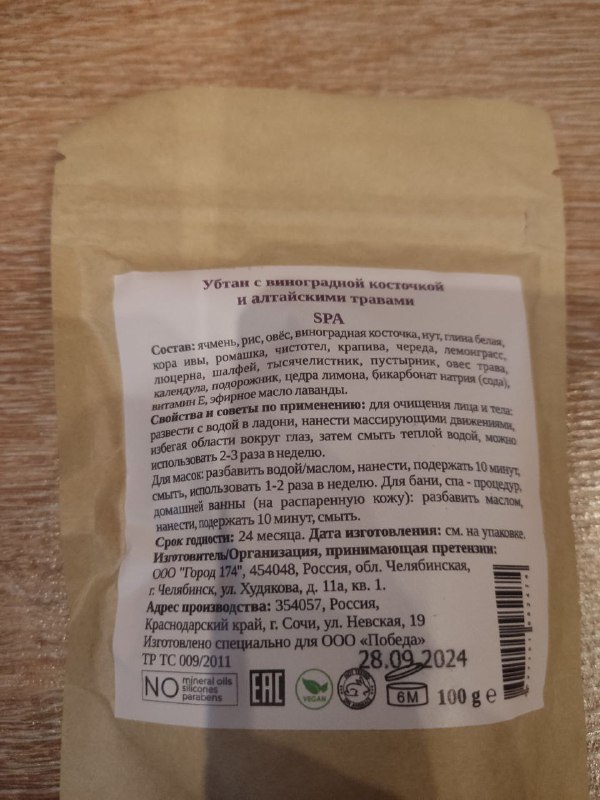 Убтан с виноградной косточкой
и алтайскими травами
SPA
Состав: ячмень, рис, овёс, виноградная косточка, нут, глина белая,
кора ивы, ромашка, чистотел, крапива, череда, лемонграсс,
люцерна, шалфей, тысячелистник, пустырник, овес трава,
календула, подорожник, цедра лимона, бикарбонат натрия (сода),
витамин Е, эфирное масло лаванды.
Свойства и советы по применению: для очищения лица и тела:
развести с водой в ладони, нанести массирующими движениями,
избегая области вокруг глаз, затем смыть теплой водой, можно
использовать 2-3 раза в неделю.
Для масок: разбавить водой/маслом, нанести, подержать 10 минут,
смыть, использовать 1-2 раза в неделю. Для бани, спа - процедур,
домашней ванны (на распаренную кожу): разбавить маслом,
нанести, подержать 10 минут, смыть.
Срок годности: 24 месяца. Дата изготовления: см. на упаковке.
Изготовитель/Организация, принимающая претензии:
ООО "Город 174", 454048, Россия, обл. Челябинская,
г. Челябинск, ул. Худякова, д. 11а, кв. 1.
Адрес производства: 354057, Россия,
Краснодарский край, г. Сочи, ул. Невская, 19
Изготовлено специально для ООО «Победа»
ТР ТС 009/2011
28.09.2024
NO mineral oils
silicones
parabens
EAC
VEGAN
6M
100 g e